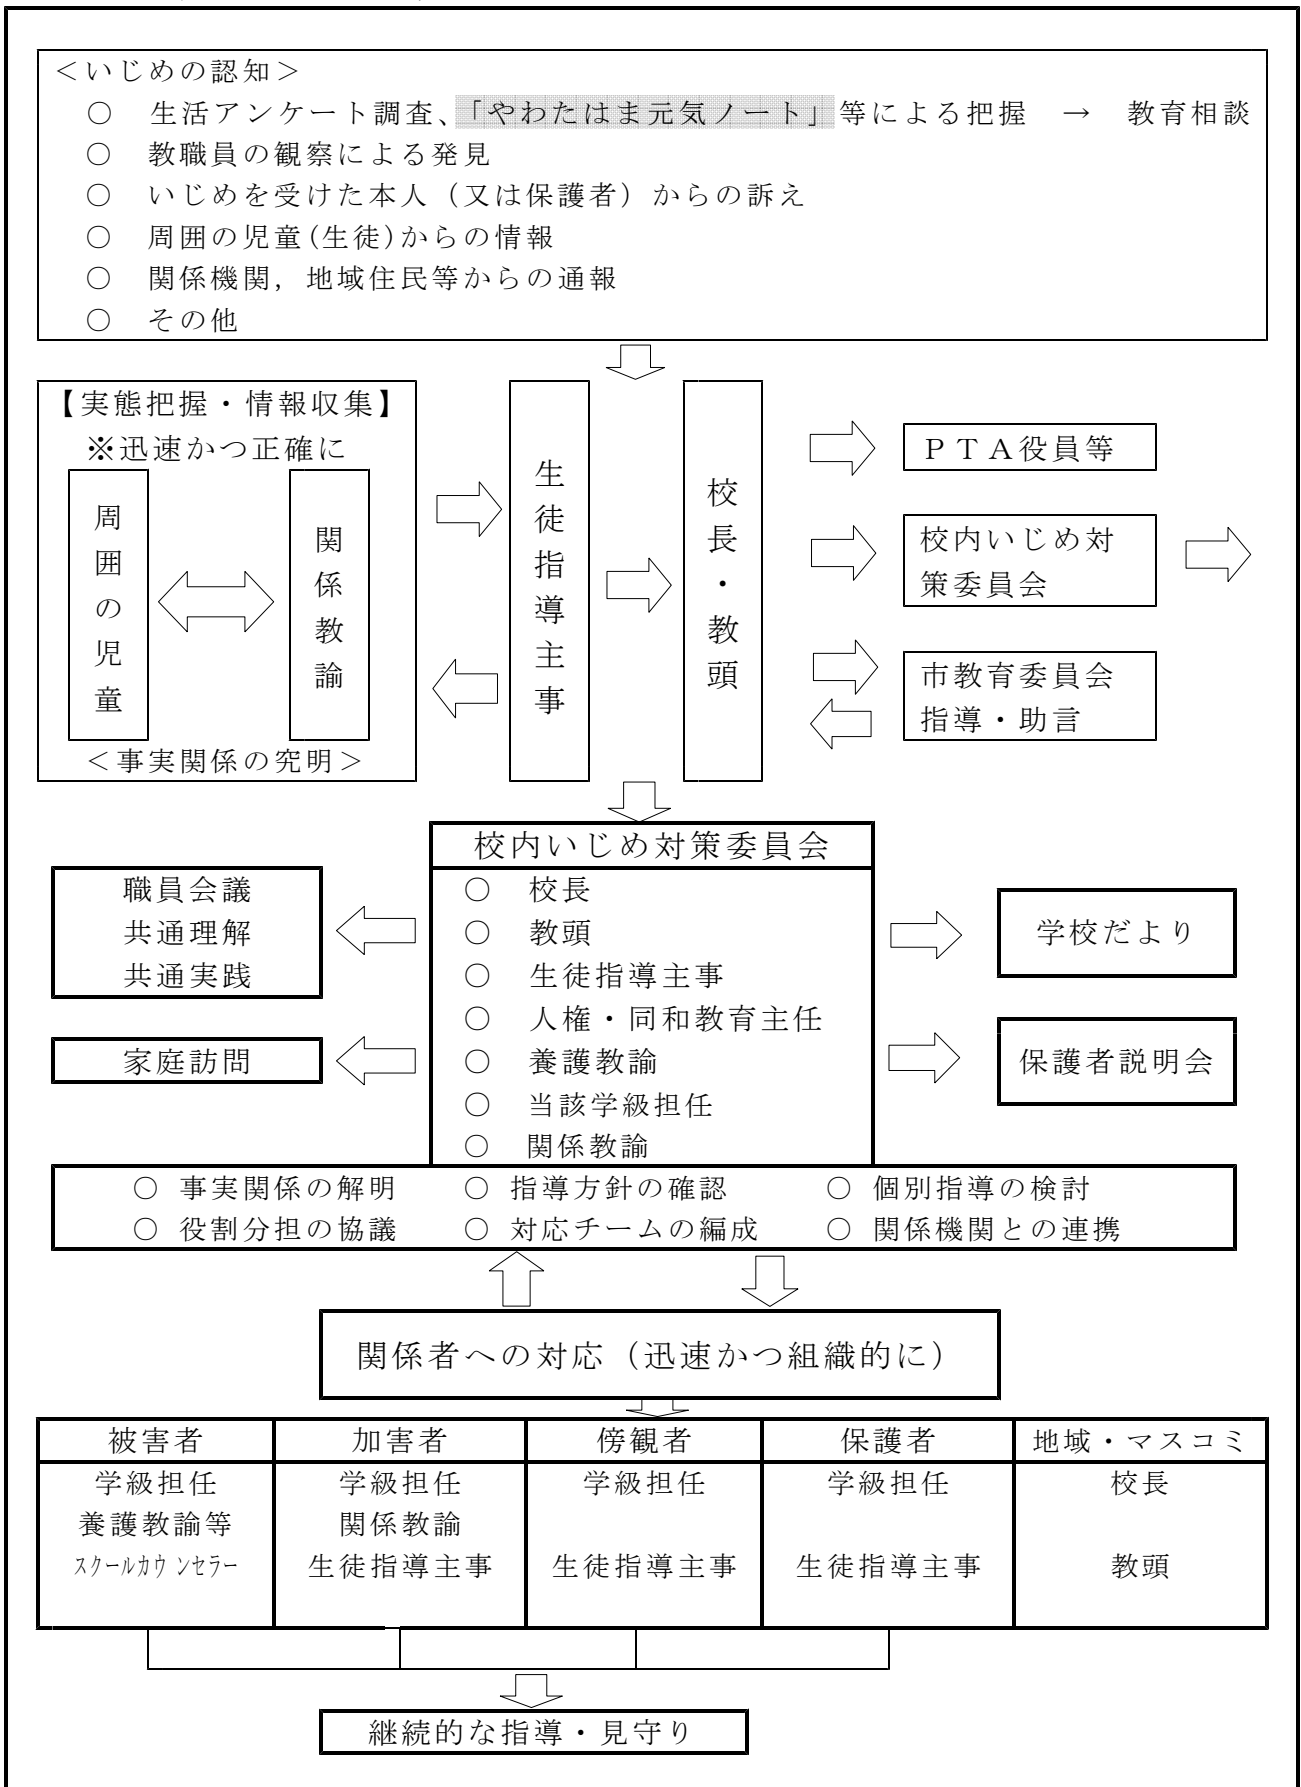 ＜いじめの認知＞
○ 生活アンケート調査、「やわたはま元気ノート」等による把握 → 教育相談
○ 教職員の観察による発見
○ いじめを受けた本人（又は保護者）からの訴え
○ 周囲の児童(生徒)からの情報
○ 関係機関，地域住民等からの通報
○ その他
【実態把握・情報収集】
※迅速かつ正確に
周囲の児童
関係教諭
＜事実関係の究明＞
生徒指導主事
校長・教頭
ＰＴＡ役員等
校内いじめ対
策委員会
市教育委員会
指導・助言
校内いじめ対策委員会
○ 校長
○ 教頭
○ 生徒指導主事
○ 人権・同和教育主任
○ 養護教諭
○ 当該学級担任
○ 関係教諭
職員会議
共通理解
共通実践
家庭訪問
学校だより
保護者説明会
○ 事実関係の解明 ○ 指導方針の確認 ○ 個別指導の検討
○ 役割分担の協議 ○ 対応チームの編成 ○ 関係機関との連携
関係者への対応（迅速かつ組織的に）
被害者 加害者 傍観者 保護者 地域・マスコミ
学級担任 学級担任 学級担任 学級担任 校長
養護教諭等 関係教諭
スクールカウンセラー 生徒指導主事 生徒指導主事 生徒指導主事 教頭
継続的な指導・見守り